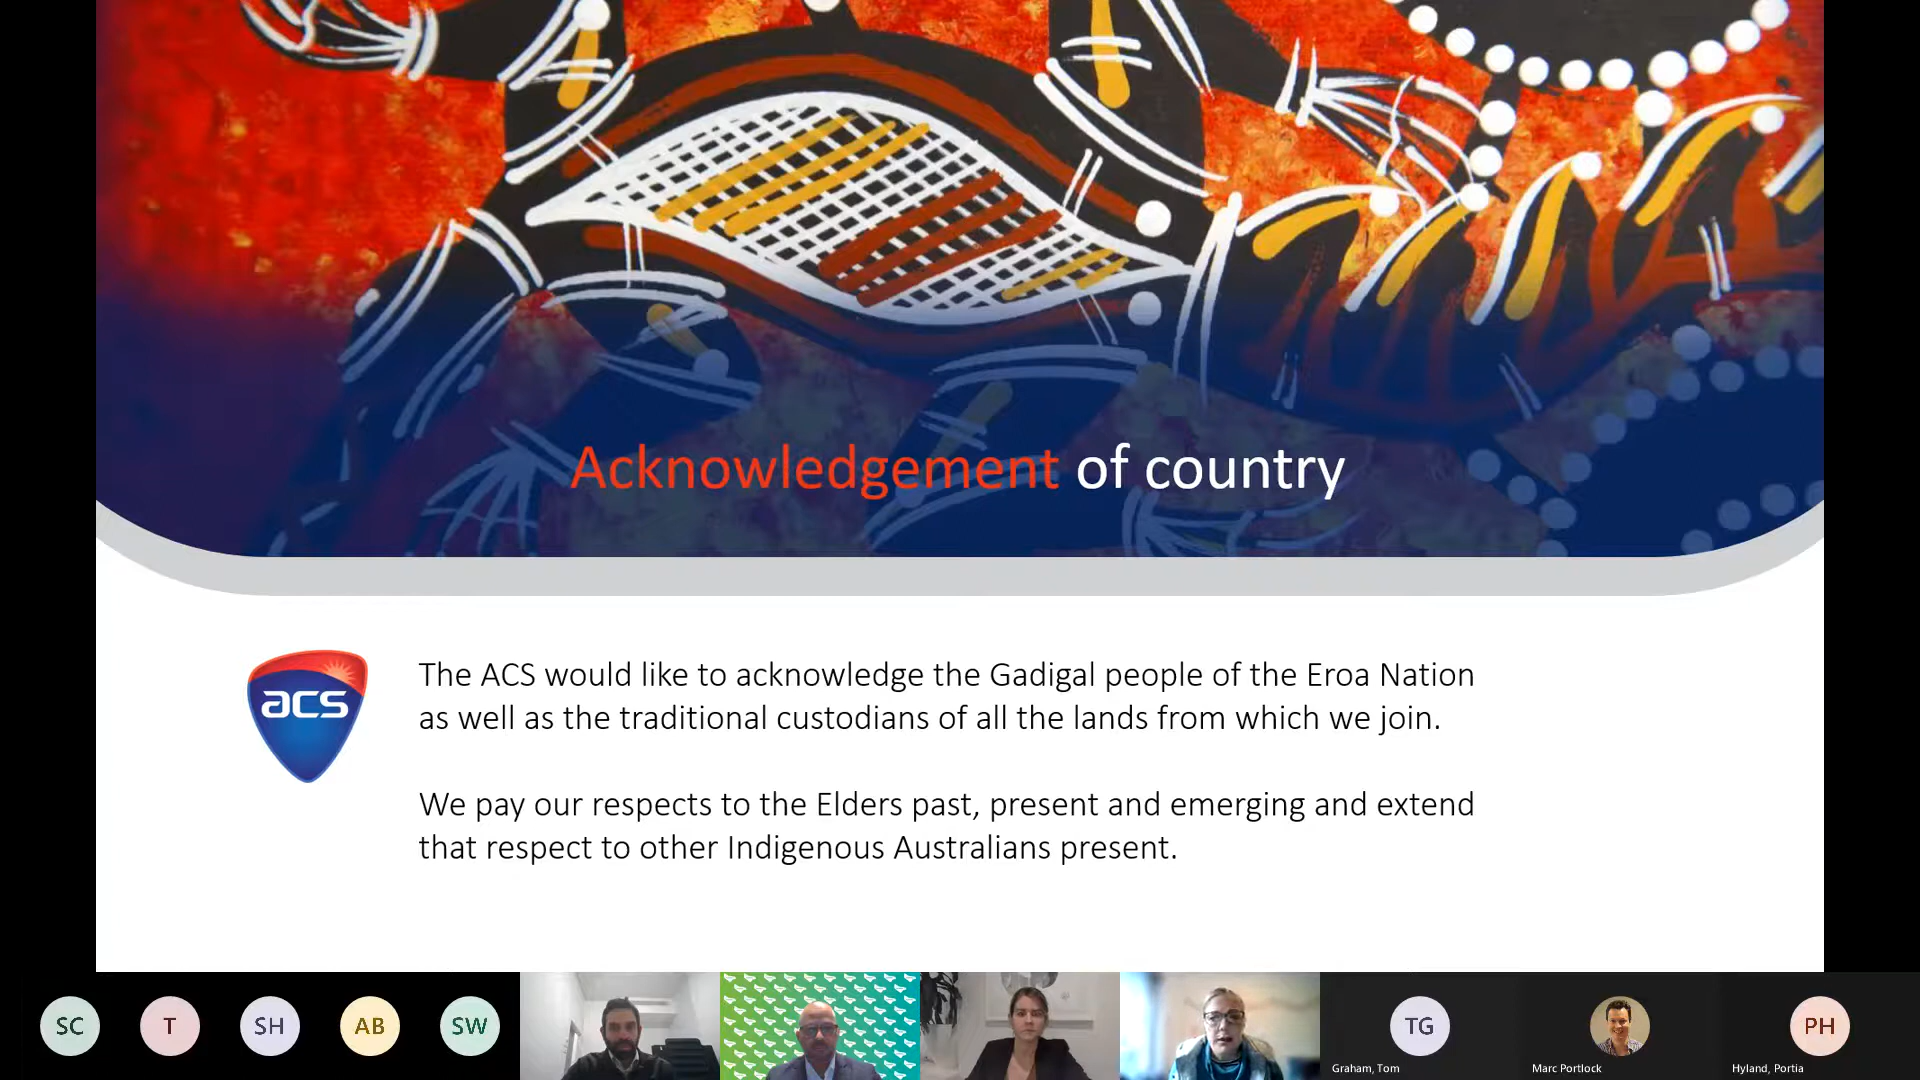 Acknowledgement of country
acs
The ACS would like to acknowledge the Gadigal people of the Eroa Nation
as well as the traditional custodians of all the lands from which we join.
We pay our respects to the Elders past, present and emerging and extend
that respect to other Indigenous Australians present.
SC
T
SH
AB
SW
TG
PH
Graham, Tom
Marc Portlock
Hyland, Portia